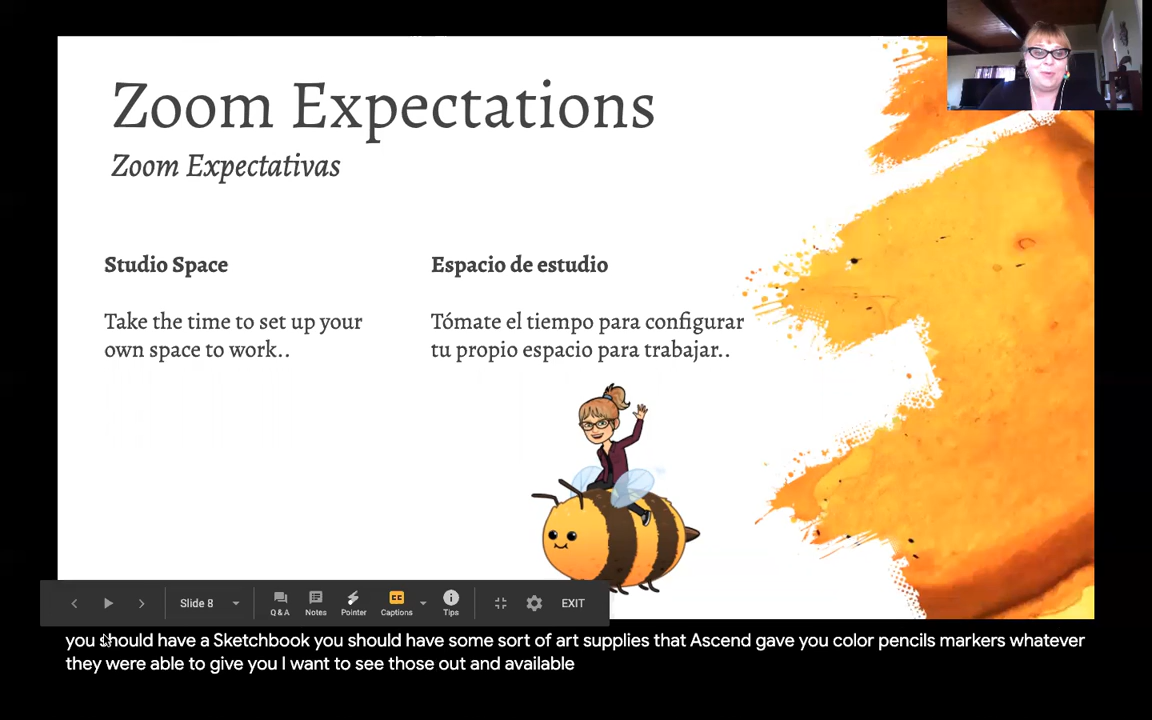 Zoom Expectations
Zoom Expectativas
Studio Space
Espacio de estudio
Take the time to set up your
own space to work..
Tómate el tiempo para configurar
tu propio espacio para trabajar..
Slide 8
Q & A
Notes
Pointer
CC
Captions
Tips
EXIT
you should have a Sketchbook you should have some sort of art supplies that Ascend gave you color pencils markers whatever
they were able to give you I want to see those out and available